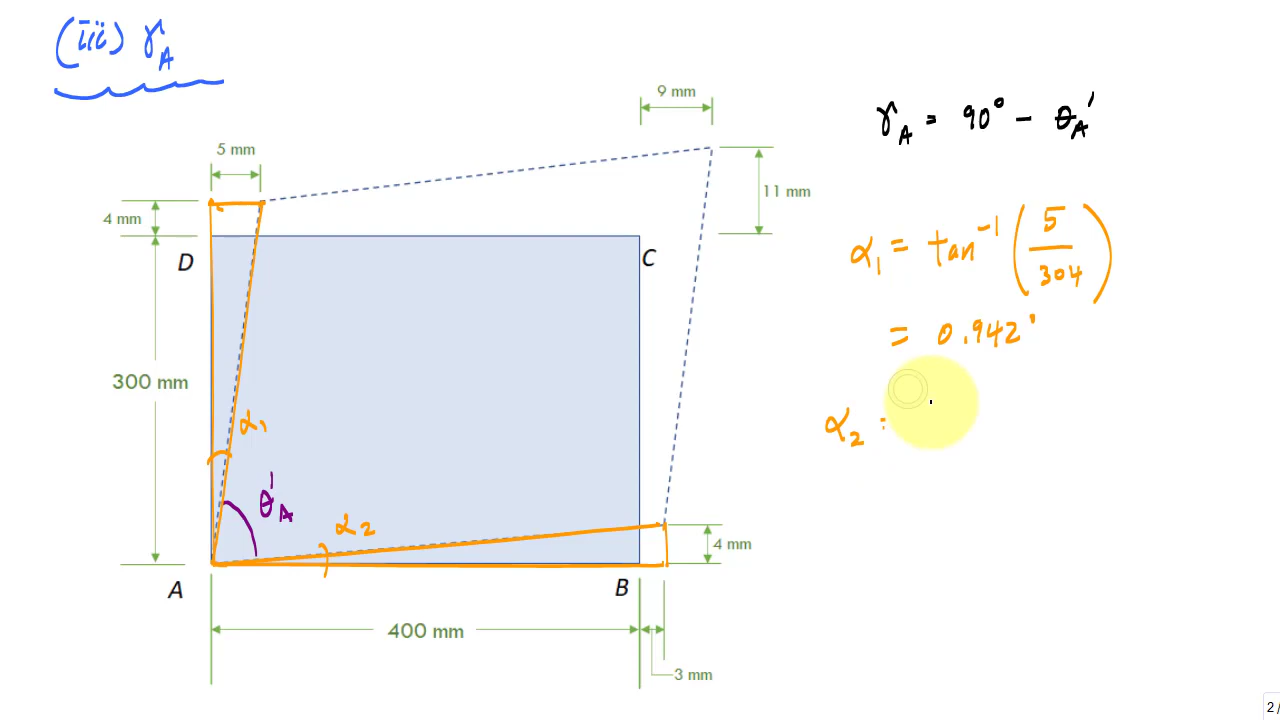 (iii) γA
9 mm
γA = 90° − θA′
5 mm
11 mm
4 mm
α1 = tan⁻¹ (5/304)
D
C
= 0.942°
300 mm
α1
α2 =
θ′A
α2
4 mm
A
B
400 mm
3 mm
2/